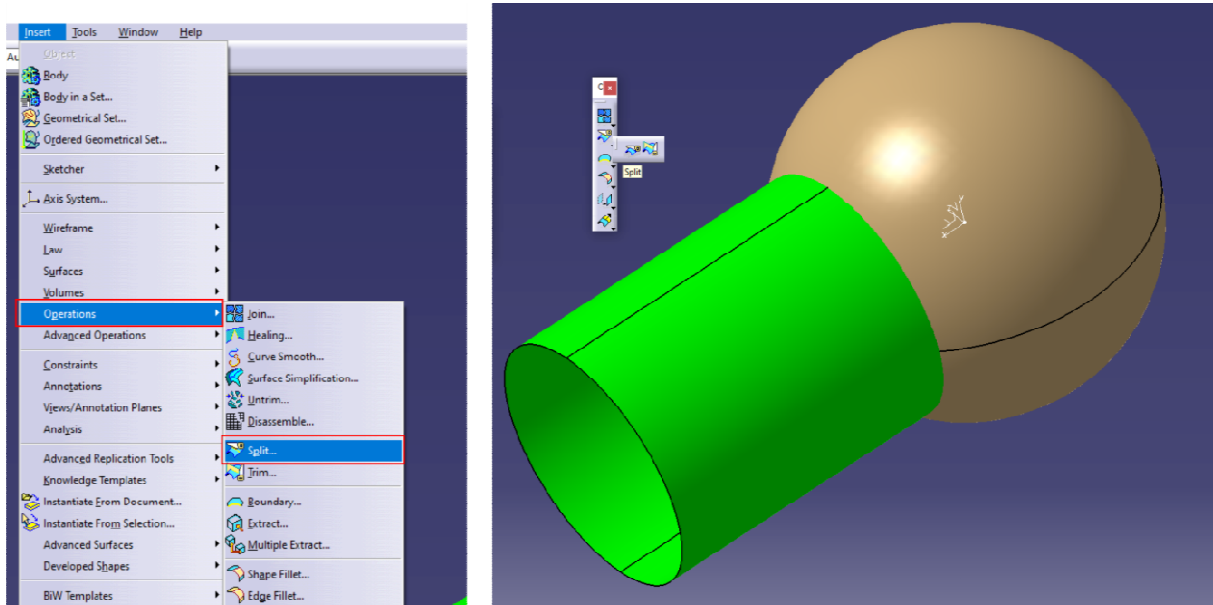 Insert Tools Window Help
Au
Object
Body
Body in a Set...
Geometrical Set...
Ordered Geometrical Set...
Sketcher
Axis System...
Wireframe
Law
Surfaces
Volumes
Operations
Advanced Operations
Constraints
Annotations
Views/Annotation Planes
Analysis
Advanced Replication Tools
Knowledge Templates
Instantiate From Document...
Instantiate From Selection...
Advanced Surfaces
Developed Shapes
BiW Templates
Join...
Healing...
Curve Smooth...
Surface Simplification...
Untrim...
Disassemble...
Split...
Trim...
Boundary...
Extract...
Multiple Extract...
Shape Fillet...
Edge Fillet...
Split